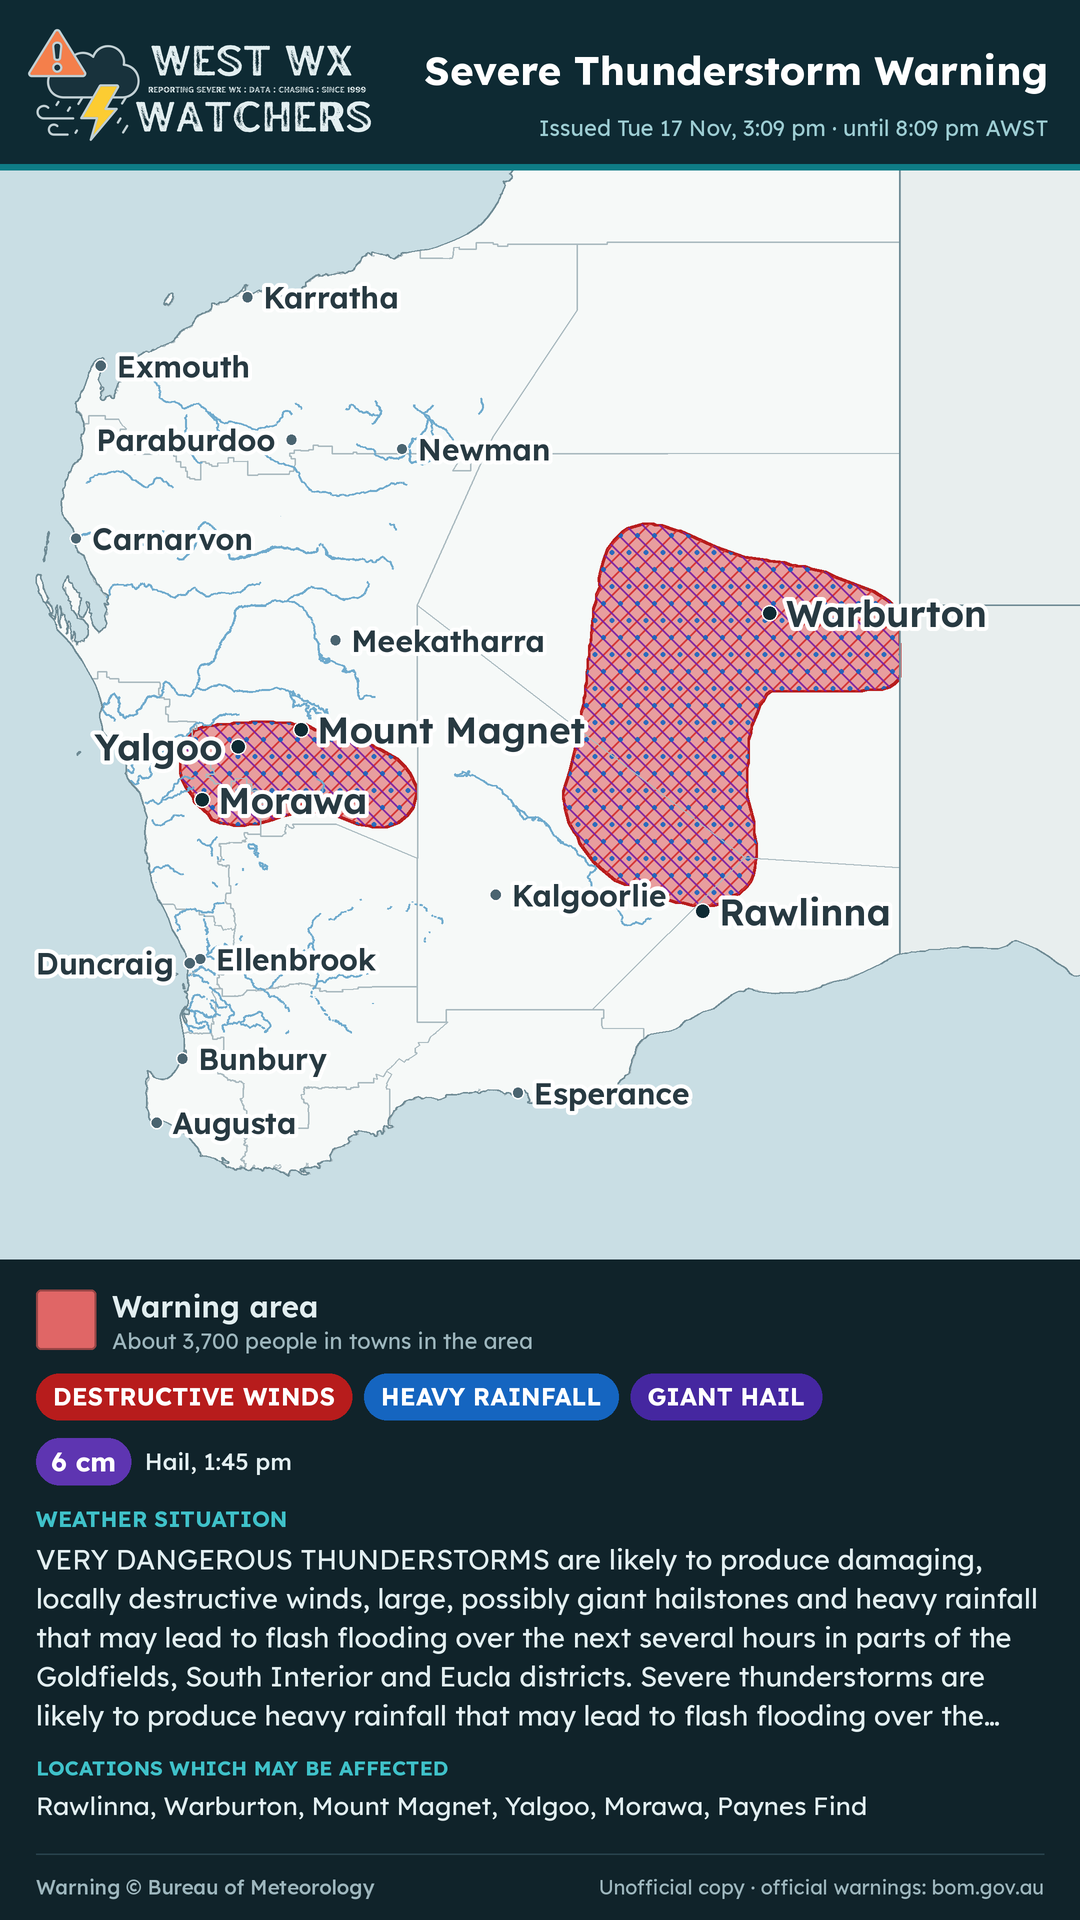 WEST WX
REPORTING SEVERE WX : DATA : CHASING : SINCE 1999
WATCHERS
Severe Thunderstorm Warning
Issued Tue 17 Nov, 3:09 pm · until 8:09 pm AWST
Karratha
Exmouth
Paraburdoo
Newman
Carnarvon
Warburton
Meekatharra
Mount Magnet
Yalgoo
Morawa
Kalgoorlie
Rawlinna
Duncraig
Ellenbrook
Bunbury
Esperance
Augusta
Warning area
About 3,700 people in towns in the area
DESTRUCTIVE WINDS
HEAVY RAINFALL
GIANT HAIL
6 cm
Hail, 1:45 pm
WEATHER SITUATION
VERY DANGEROUS THUNDERSTORMS are likely to produce damaging,
locally destructive winds, large, possibly giant hailstones and heavy rainfall
that may lead to flash flooding over the next several hours in parts of the
Goldfields, South Interior and Eucla districts. Severe thunderstorms are
likely to produce heavy rainfall that may lead to flash flooding over the…
LOCATIONS WHICH MAY BE AFFECTED
Rawlinna, Warburton, Mount Magnet, Yalgoo, Morawa, Paynes Find
Warning © Bureau of Meteorology
Unofficial copy · official warnings: bom.gov.au